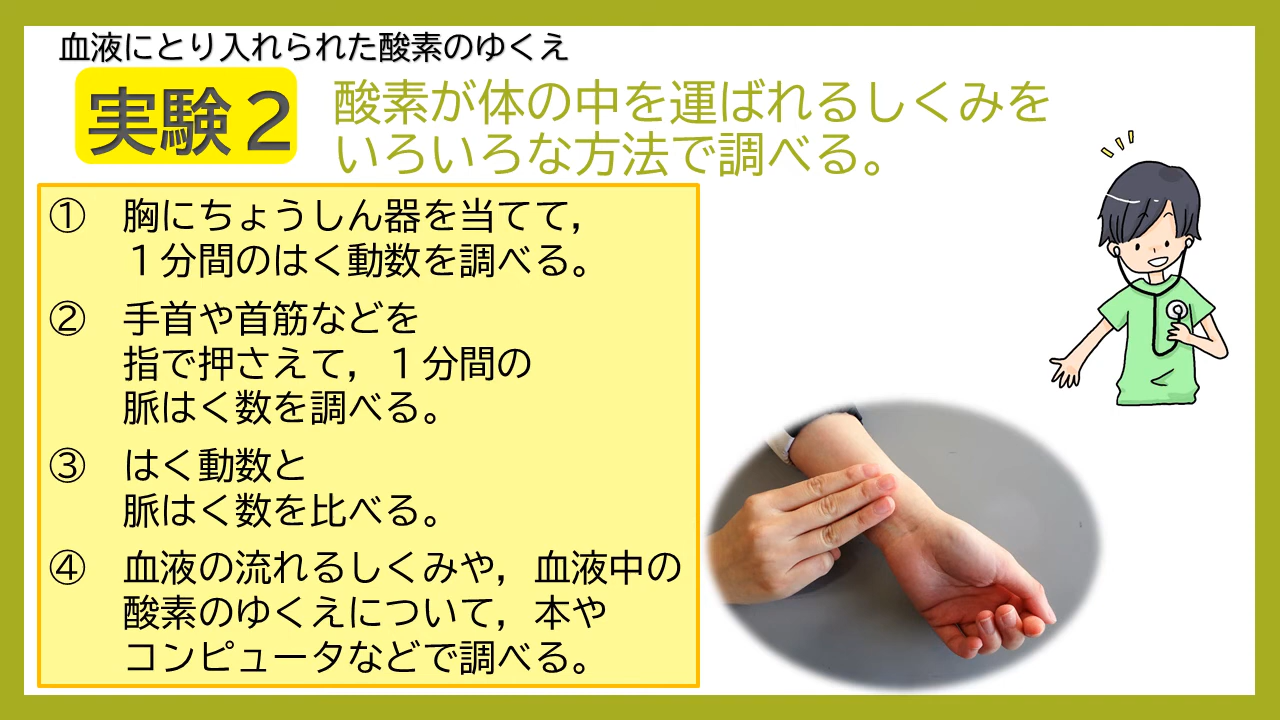 血液にとり入れられた酸素のゆくえ
実験２
酸素が体の中を運ばれるしくみを
いろいろな方法で調べる。
①　胸にちょうしん器を当てて，
１分間のはく動数を調べる。
②　手首や首筋などを
指で押さえて，１分間の
脈はく数を調べる。
③　はく動数と
脈はく数を比べる。
④　血液の流れるしくみや，血液中の
酸素のゆくえについて，本や
コンピュータなどで調べる。